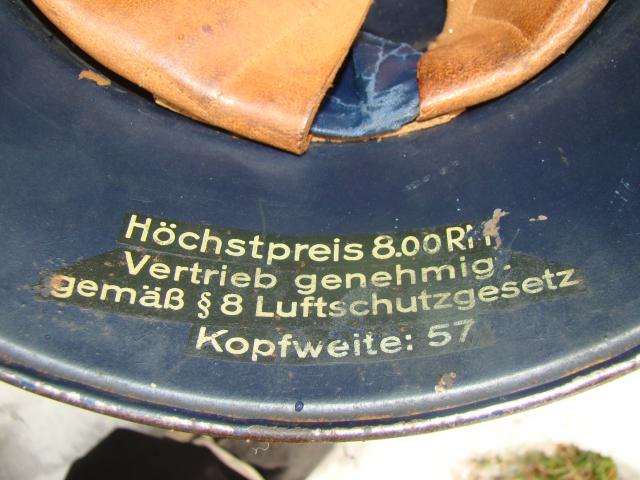 Höchstpreis 8.00 RM
Vertrieb genehmig.
gemäß § 8 Luftschutzgesetz
Kopfweite: 57